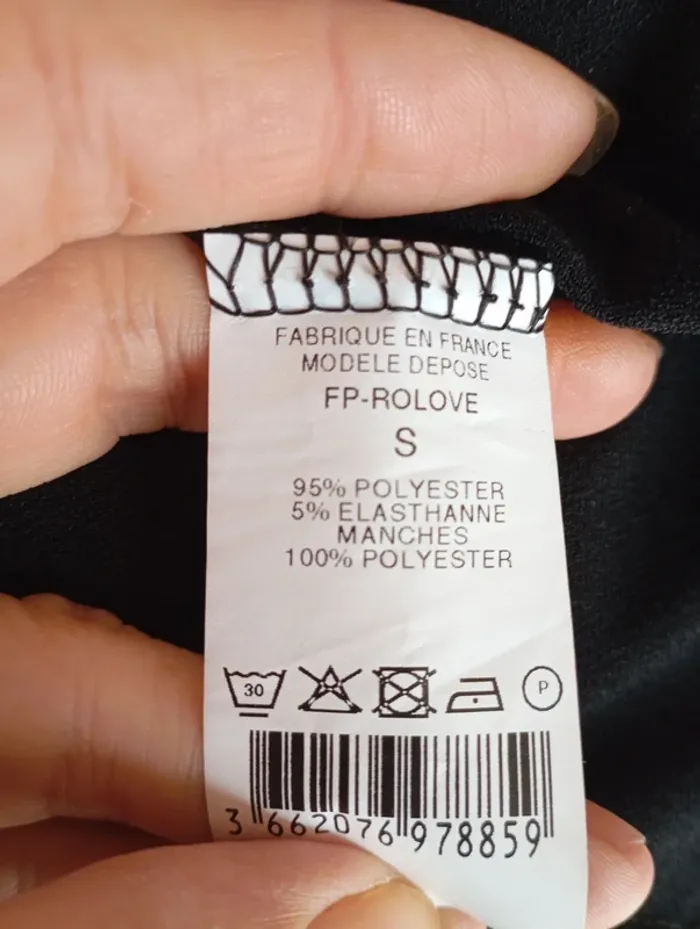 FABRIQUE EN FRANCE
MODELE DEPOSE
FP-ROLOVE
S
95% POLYESTER
5% ELASTHANNE
MANCHES
100% POLYESTER
30 P
3 662076 978859